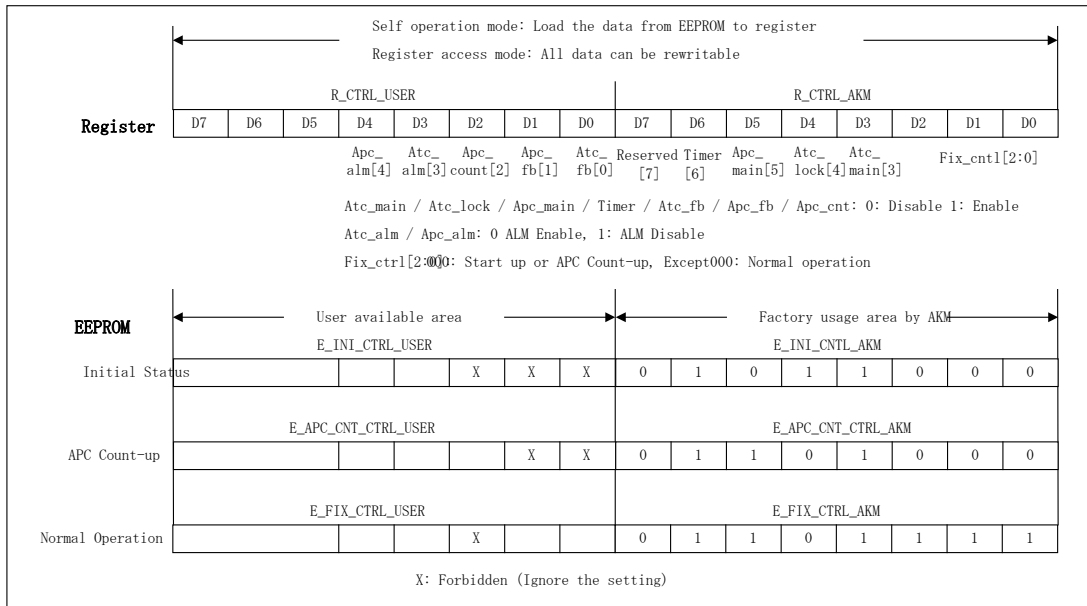 Self operation mode: Load the data from EEPROM to register
Register access mode: All data can be rewritable
R_CTRL_USER R_CTRL_AKM
Register D7 D6 D5 D4 D3 D2 D1 D0 D7 D6 D5 D4 D3 D2 D1 D0
Apc_ Atc_ Apc_ Apc_ Atc_ Reserved Timer Apc_ Atc_ Atc_ Fix_cntl[2:0]
alm[4] alm[3] count[2] fb[1] fb[0] [7] [6] main[5] lock[4] main[3]
Atc_main / Atc_lock / Apc_main / Timer / Atc_fb / Apc_fb / Apc_cnt: 0: Disable 1: Enable
Atc_alm / Apc_alm: 0 ALM Enable, 1: ALM Disable
Fix_ctrl[2:0]000: Start up or APC Count-up, Except000: Normal operation
EEPROM User available area Factory usage area by AKM
E_INI_CTRL_USER E_INI_CNTL_AKM
Initial Status X X X 0 1 0 1 1 0 0 0
E_APC_CNT_CTRL_USER E_APC_CNT_CTRL_AKM
APC Count-up X X 0 1 1 0 1 0 0 0
E_FIX_CTRL_USER E_FIX_CTRL_AKM
Normal Operation X 0 1 1 0 1 1 1 1
X: Forbidden (Ignore the setting)